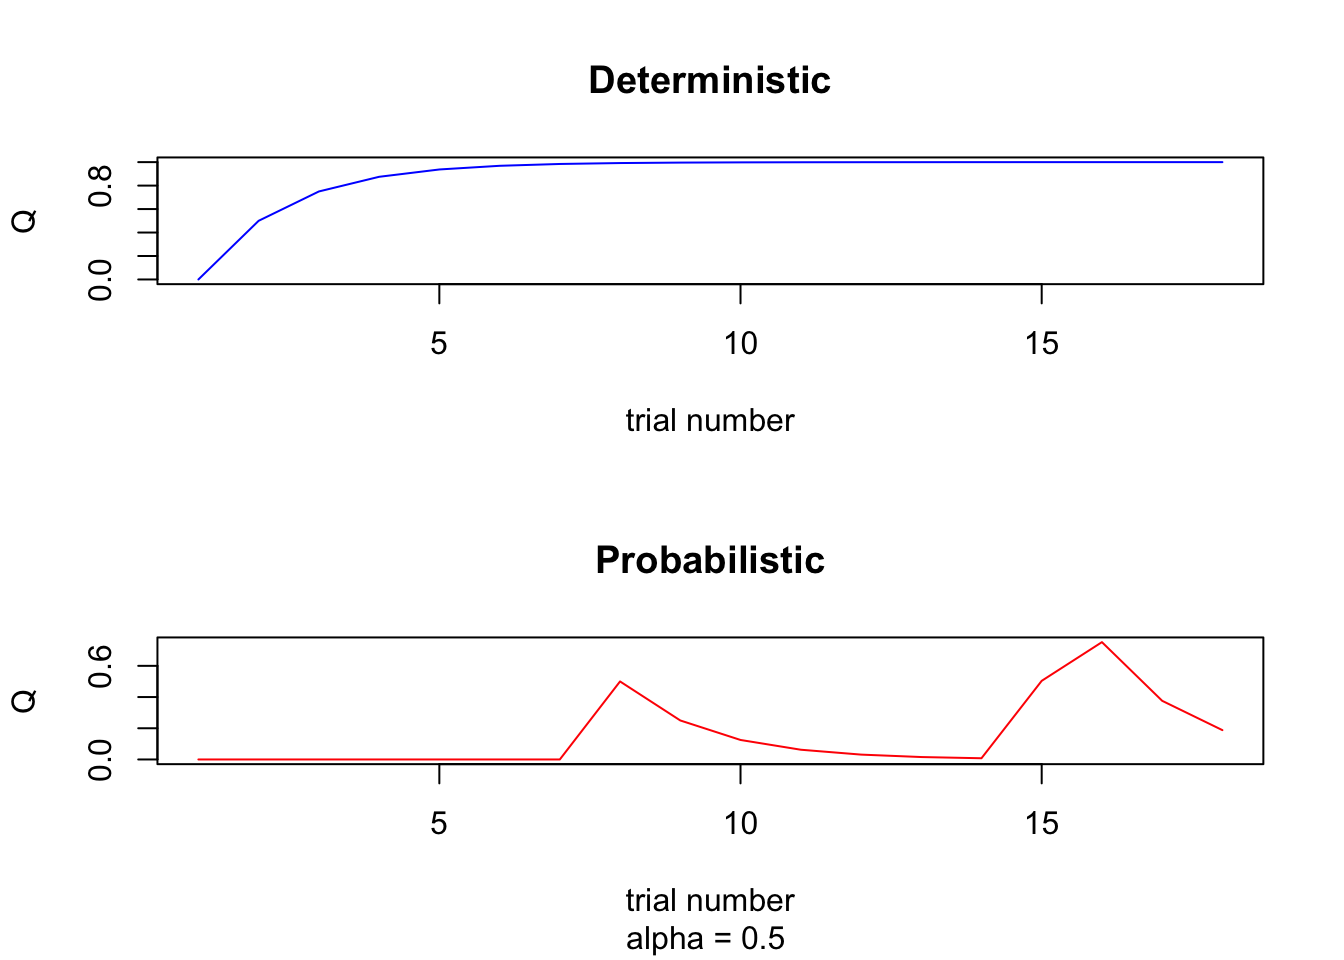 Deterministic
Q
0.8
0.0
5 10 15
trial number
Probabilistic
Q
0.6
0.0
5 10 15
trial number
alpha = 0.5